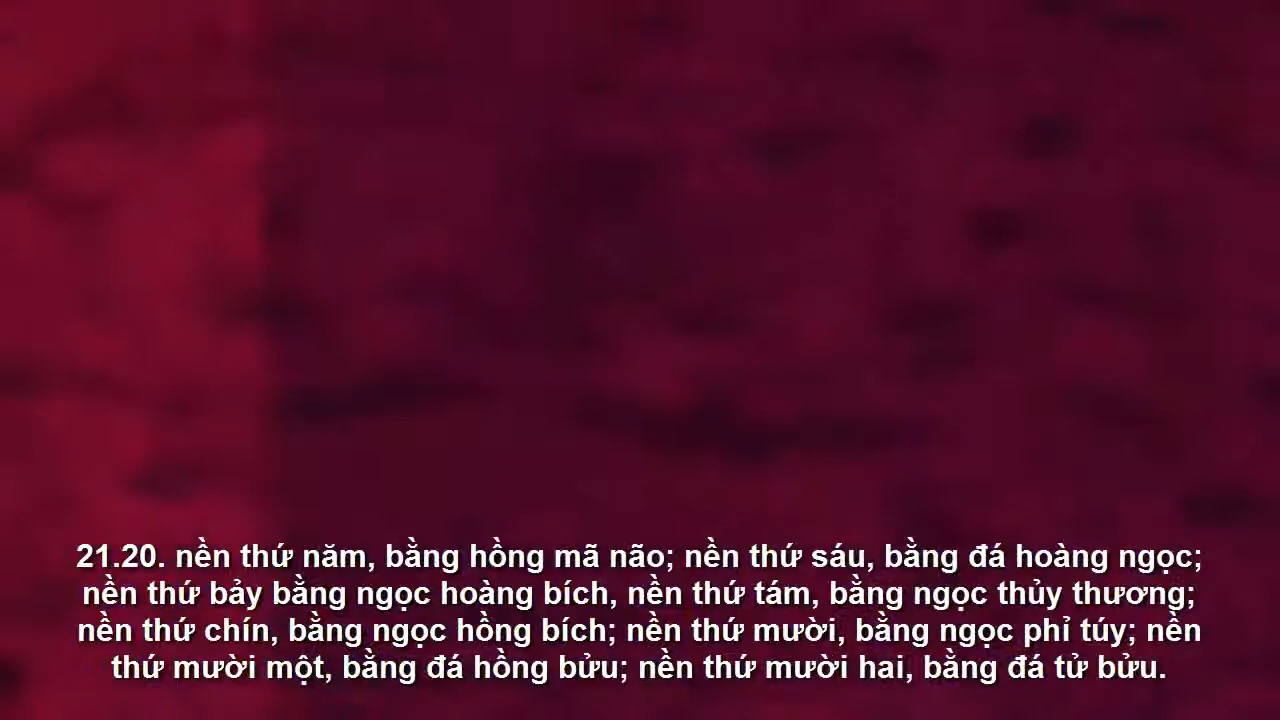 21.20. nền thứ năm, bằng hồng mã não; nền thứ sáu, bằng đá hoàng ngọc;
nền thứ bảy bằng ngọc hoàng bích, nền thứ tám, bằng ngọc thủy thương;
nền thứ chín, bằng ngọc hồng bích; nền thứ mười, bằng ngọc phỉ túy; nền
thứ mười một, bằng đá hồng bửu; nền thứ mười hai, bằng đá tử bửu.